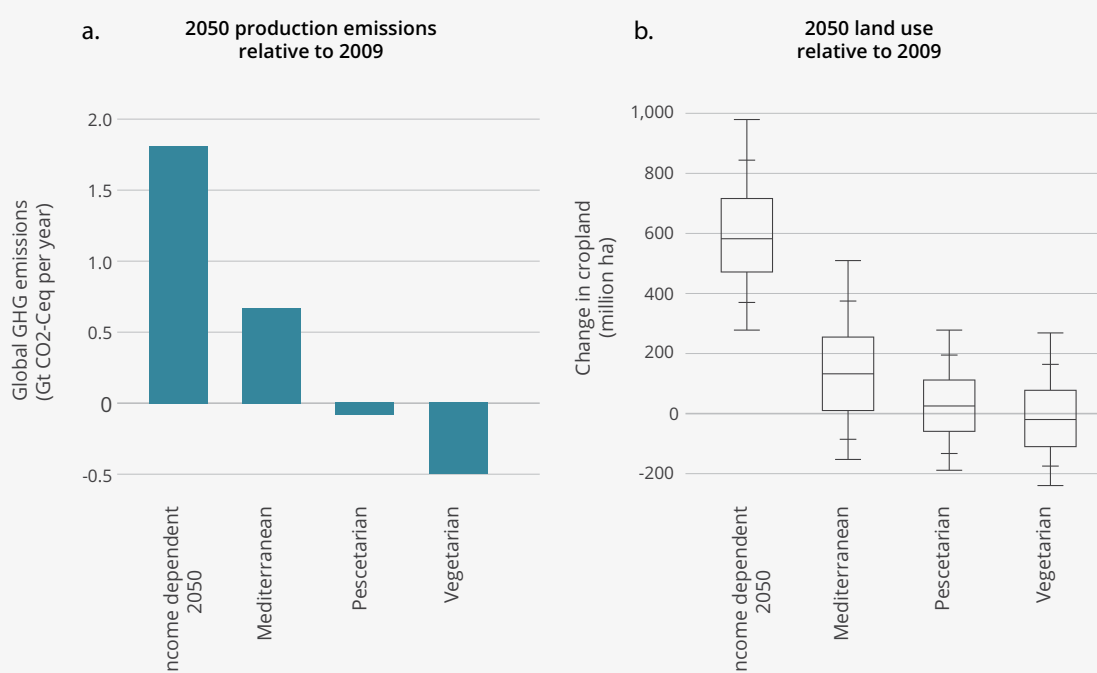 a.
2050 production emissions
relative to 2009
Global GHG emissions
(Gt CO2-Ceq per year)
2.0
1.5
1.0
0.5
0
-0.5
ncome dependent
2050
Mediterranean
Pescetarian
Vegetarian
b.
2050 land use
relative to 2009
Change in cropland
(million ha)
1,000
800
600
400
200
0
-200
ncome dependent
2050
Mediterranean
Pescetarian
Vegetarian